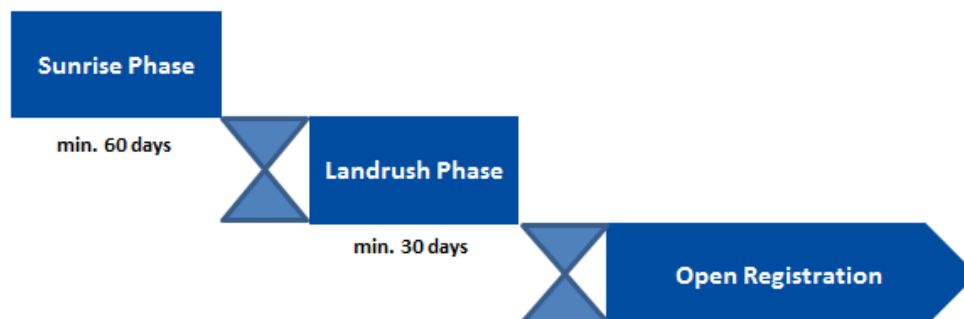 Sunrise Phase
min. 60 days
Landrush Phase
min. 30 days
Open Registration